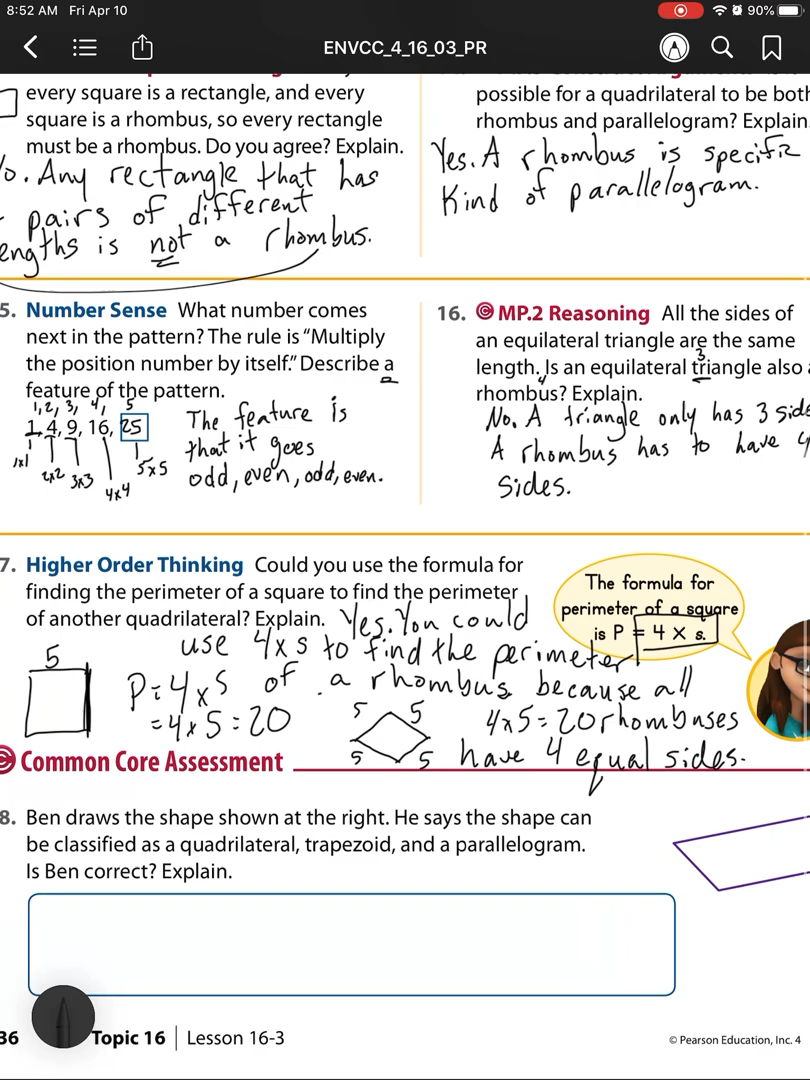 8:52 AM Fri Apr 10
90%
ENVCC_4_16_03_PR
every square is a rectangle, and every
square is a rhombus, so every rectangle
must be a rhombus. Do you agree? Explain.
Any rectangle that has
pairs of different
engths is not a rhombus.
possible for a quadrilateral to be both
rhombus and parallelogram? Explain.
Yes. A rhombus is specific
Kind of parallelogram.
5. Number Sense What number comes
next in the pattern? The rule is “Multiply
the position number by itself.” Describe a
feature of the pattern.
1, 2, 3, 4, 5
1, 4, 9, 16, 25
1x1 2x2 3x3 4x4 5x5
The feature is
that it goes
odd, even, odd, even.
16. MP.2 Reasoning All the sides of
an equilateral triangle are the same
length. Is an equilateral triangle also a
3
4
rhombus? Explain.
No. A triangle only has 3 side
A rhombus has to have 4
sides.
7. Higher Order Thinking Could you use the formula for
finding the perimeter of a square to find the perimeter
of another quadrilateral? Explain.
Yes. You could
use 4xs to find the perimeter
of a rhombus because all
rhombuses
have 4 equal sides.
The formula for
perimeter of a square
is P = 4 × s.
5
P=4xs
=4x5=20
5 5
5 5
4x5=20
Common Core Assessment
8. Ben draws the shape shown at the right. He says the shape can
be classified as a quadrilateral, trapezoid, and a parallelogram.
Is Ben correct? Explain.
36 Topic 16 | Lesson 16-3
© Pearson Education, Inc. 4